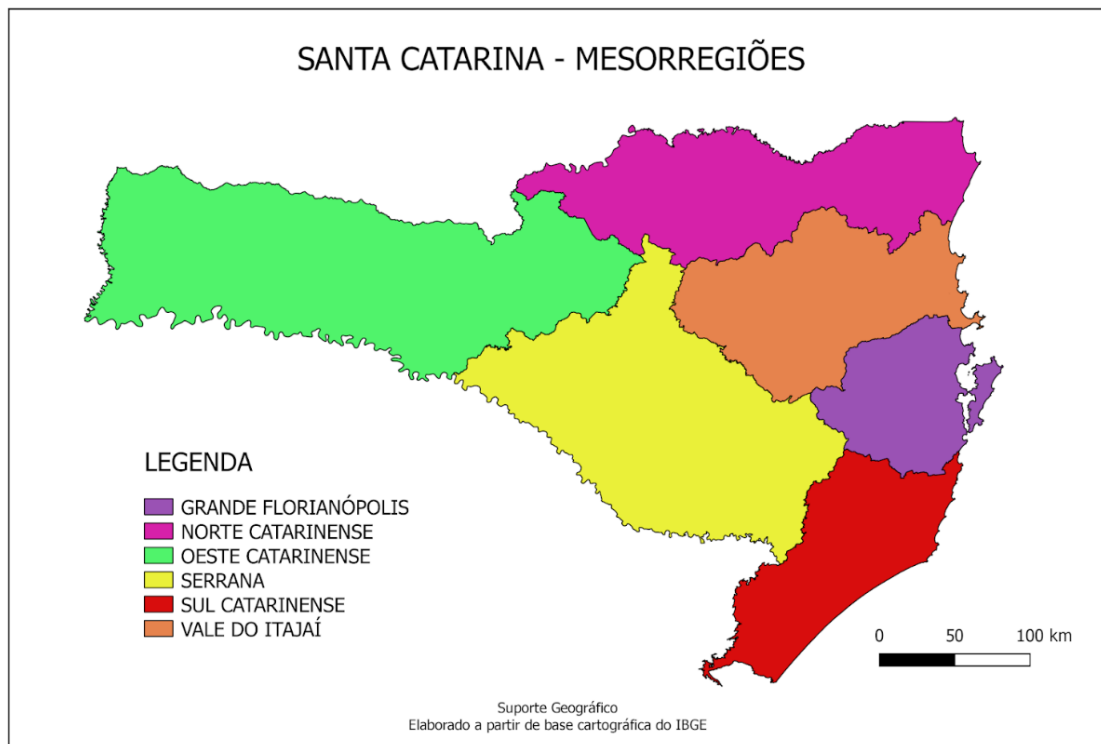 SANTA CATARINA - MESORREGIÕES
LEGENDA
GRANDE FLORIANÓPOLIS
NORTE CATARINENSE
OESTE CATARINENSE
SERRANA
SUL CATARINENSE
VALE DO ITAJAÍ
0 50 100 km
Suporte Geográfico
Elaborado a partir de base cartográfica do IBGE